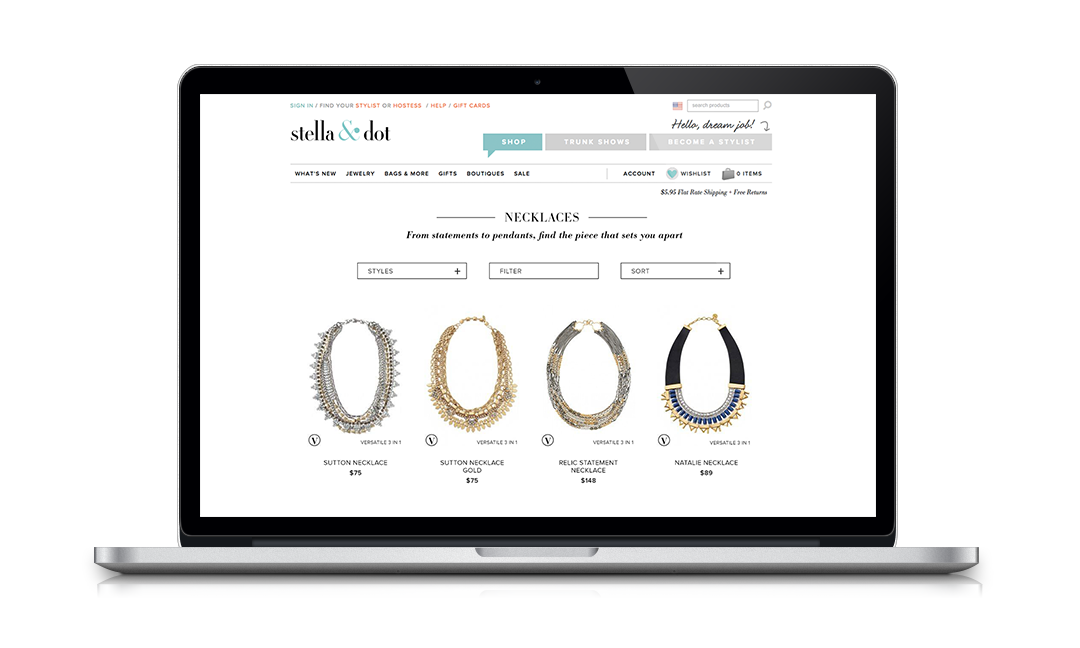 SIGN IN / FIND YOUR STYLIST OR HOSTESS / HELP / GIFT CARDS
search products
stella & dot
Hello, dream job!
SHOP
TRUNK SHOWS
BECOME A STYLIST
WHAT'S NEW JEWELRY BAGS & MORE GIFTS BOUTIQUES SALE
ACCOUNT WISHLIST 0 ITEMS
$5.95 Flat Rate Shipping + Free Returns
NECKLACES
From statements to pendants, find the piece that sets you apart
STYLES +
FILTER
SORT +
V VERSATILE 3 IN 1
SUTTON NECKLACE
$75
V VERSATILE 3 IN 1
SUTTON NECKLACE
GOLD
$75
V VERSATILE 3 IN 1
RELIC STATEMENT
NECKLACE
$148
V VERSATILE 3 IN 1
NATALIE NECKLACE
$89